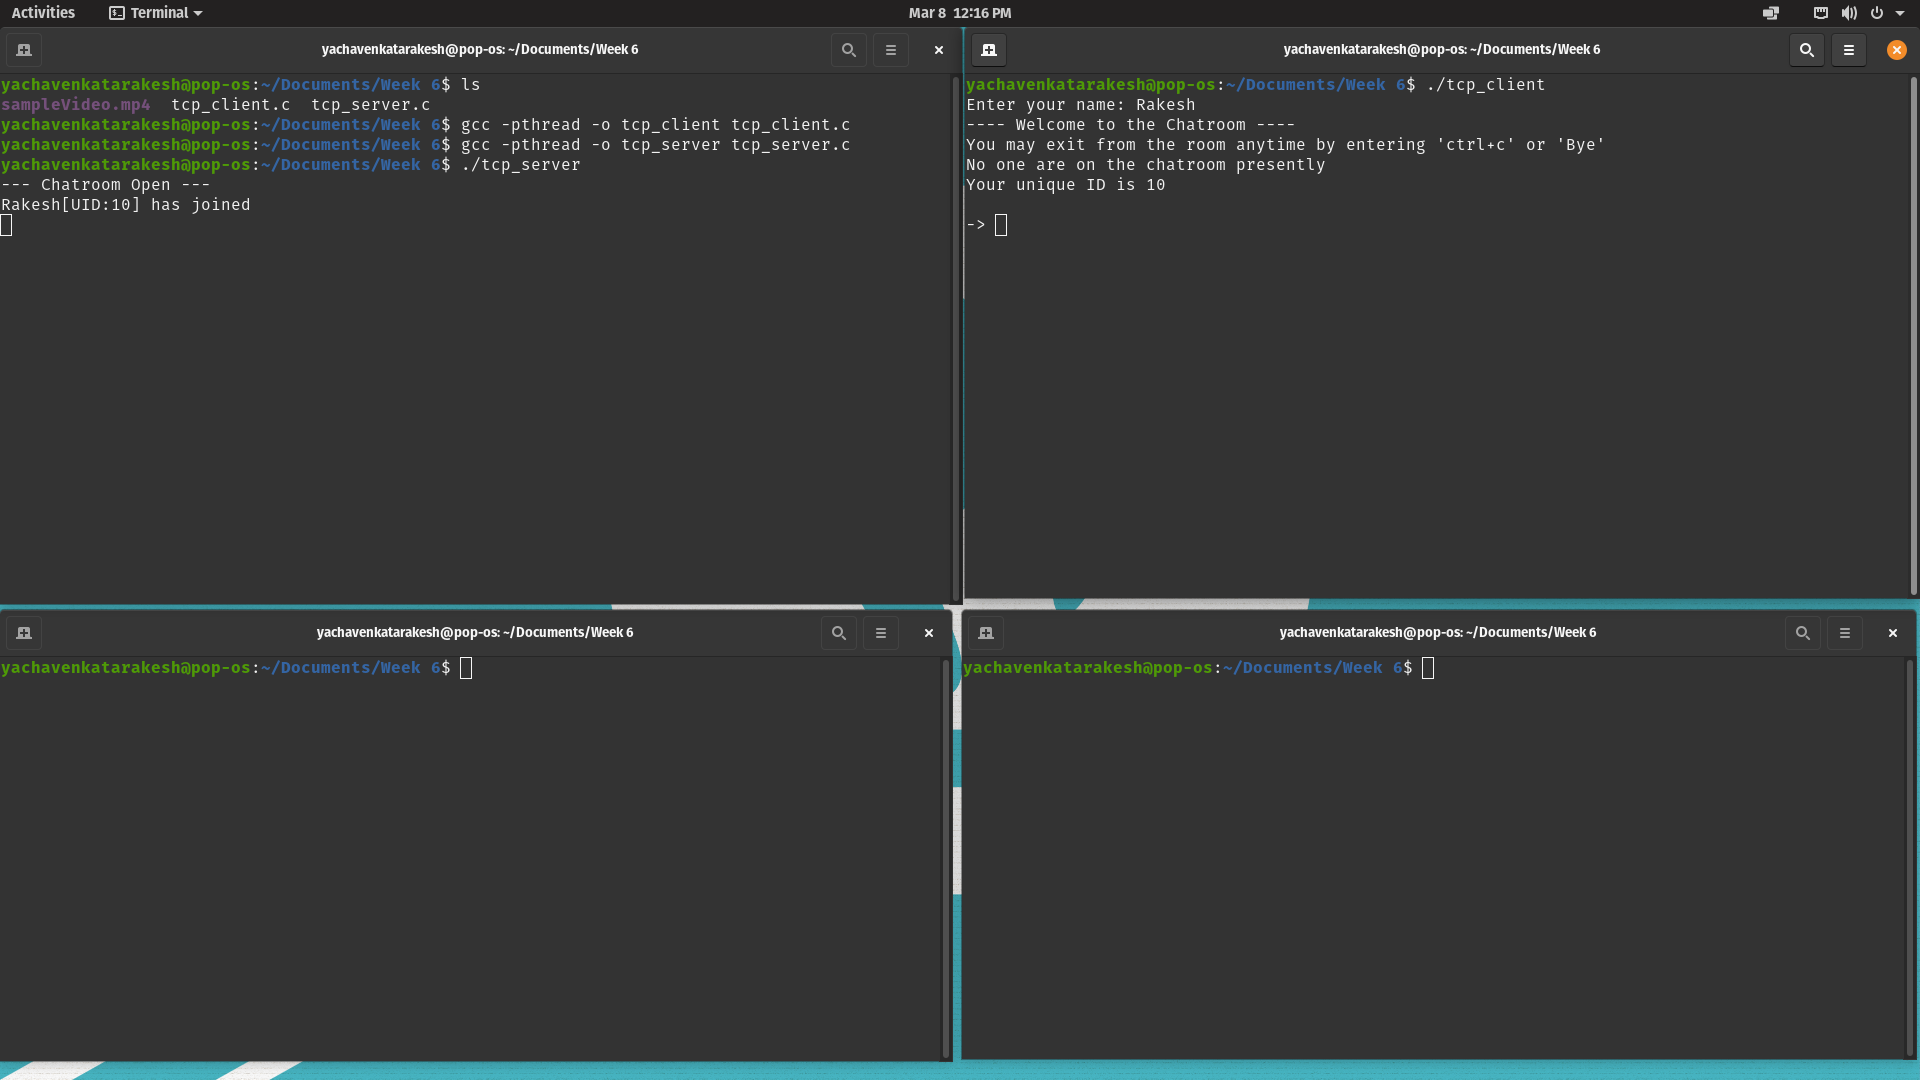 Activities Terminal Mar 8 12:16 PM
yachavenkatarakesh@pop-os: ~/Documents/Week 6
yachavenkatarakesh@pop-os:~/Documents/Week 6$ ls
sampleVideo.mp4 tcp_client.c tcp_server.c
yachavenkatarakesh@pop-os:~/Documents/Week 6$ gcc -pthread -o tcp_client tcp_client.c
yachavenkatarakesh@pop-os:~/Documents/Week 6$ gcc -pthread -o tcp_server tcp_server.c
yachavenkatarakesh@pop-os:~/Documents/Week 6$ ./tcp_server
--- Chatroom Open ---
Rakesh[UID:10] has joined
yachavenkatarakesh@pop-os: ~/Documents/Week 6
yachavenkatarakesh@pop-os:~/Documents/Week 6$ ./tcp_client
Enter your name: Rakesh
---- Welcome to the Chatroom ----
You may exit from the room anytime by entering 'ctrl+c' or 'Bye'
No one are on the chatroom presently
Your unique ID is 10
->
yachavenkatarakesh@pop-os: ~/Documents/Week 6
yachavenkatarakesh@pop-os:~/Documents/Week 6$
yachavenkatarakesh@pop-os: ~/Documents/Week 6
yachavenkatarakesh@pop-os:~/Documents/Week 6$